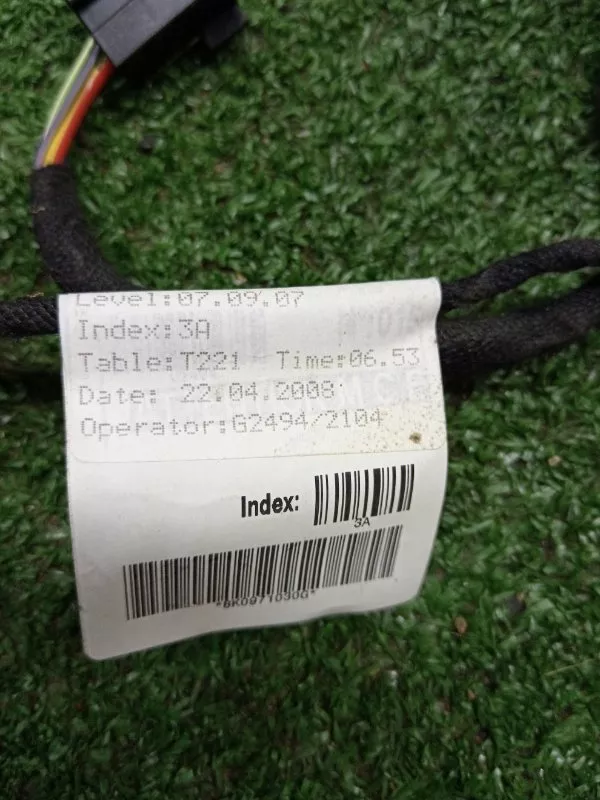 Level:07.09.07
Index:3A
Table:T221 Time:06.53
Date: 22.04.2008
Operator:G2494/2104
Index:
3A
*8K0971030G*